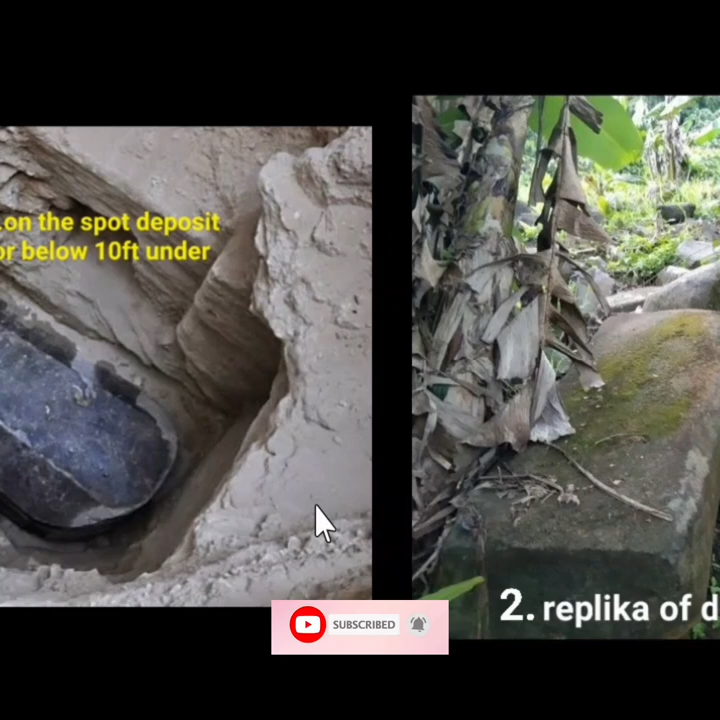 .on the spot deposit
or below 10ft under
2. replika of d
SUBSCRIBED